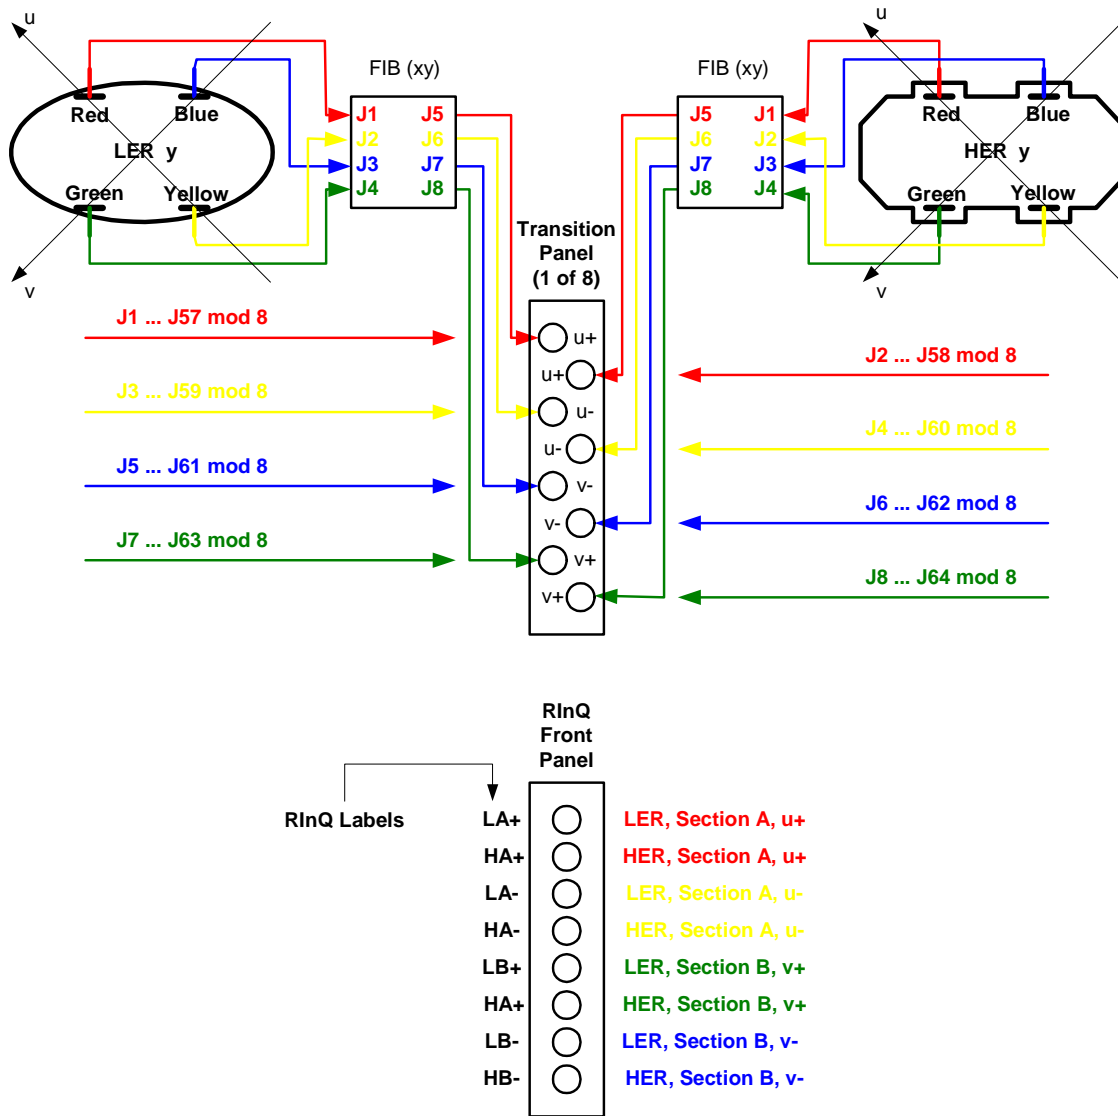 u
u
FIB (xy)
FIB (xy)
Red
Blue
J1 J5
J5 J1
Red
Blue
J2 J6
J6 J2
LER y
J3 J7
J7 J3
HER y
Green
Yellow
J4 J8
J8 J4
Green
Yellow
Transition
Panel
(1 of 8)
v
v
J1 ... J57 mod 8
u+
J2 ... J58 mod 8
u+
J3 ... J59 mod 8
u-
J4 ... J60 mod 8
u-
J5 ... J61 mod 8
v-
J6 ... J62 mod 8
v-
J7 ... J63 mod 8
v+
J8 ... J64 mod 8
v+
RInQ
Front
Panel
RInQ Labels
LA+ LER, Section A, u+
HA+ HER, Section A, u+
LA- LER, Section A, u-
HA- HER, Section A, u-
LB+ LER, Section B, v+
HA+ HER, Section B, v+
LB- LER, Section B, v-
HB- HER, Section B, v-